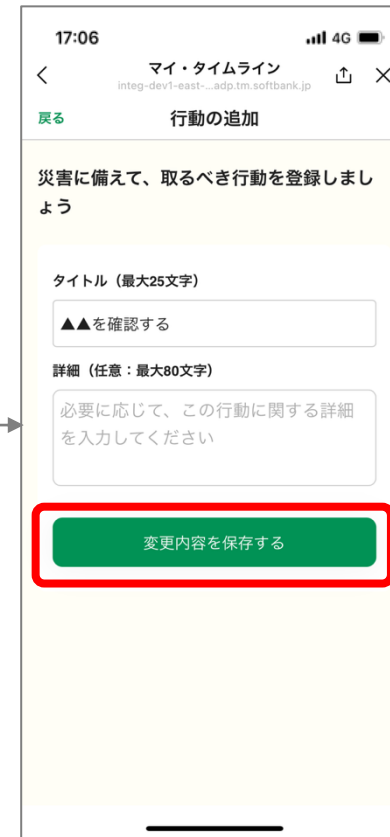 17:06
4G
マイ・タイムライン
integ-dev1-east-...adp.tm.softbank.jp
戻る
行動の追加
災害に備えて、取るべき行動を登録しまし
ょう
タイトル（最大25文字）
▲▲を確認する
詳細（任意：最大80文字）
必要に応じて、この行動に関する詳細
を入力してください
変更内容を保存する